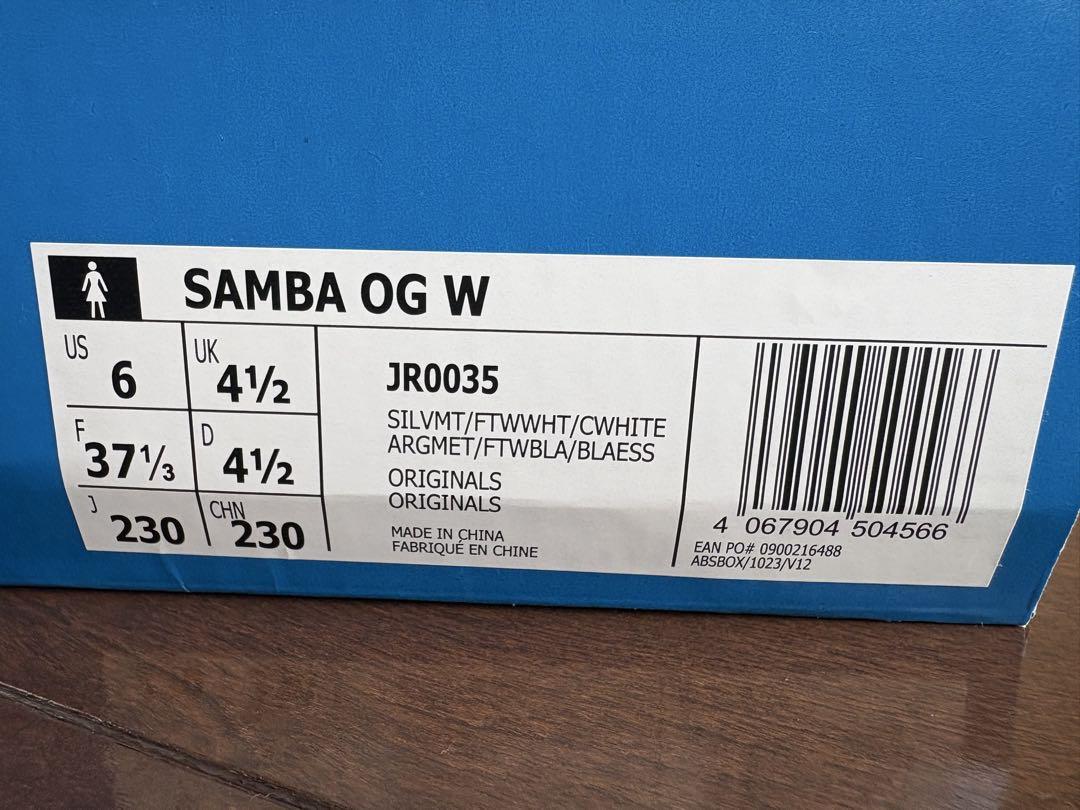 SAMBA OG W
US 6
UK 4½
F 37⅓
D 4½
J 230
CHN 230
JR0035
SILVMT/FTWWHT/CWHITE
ARGMET/FTWBLA/BLAESS
ORIGINALS
ORIGINALS
MADE IN CHINA
FABRIQUÉ EN CHINE
4 067904 504566
EAN PO# 0900216488
ABSBOX/1023/V12